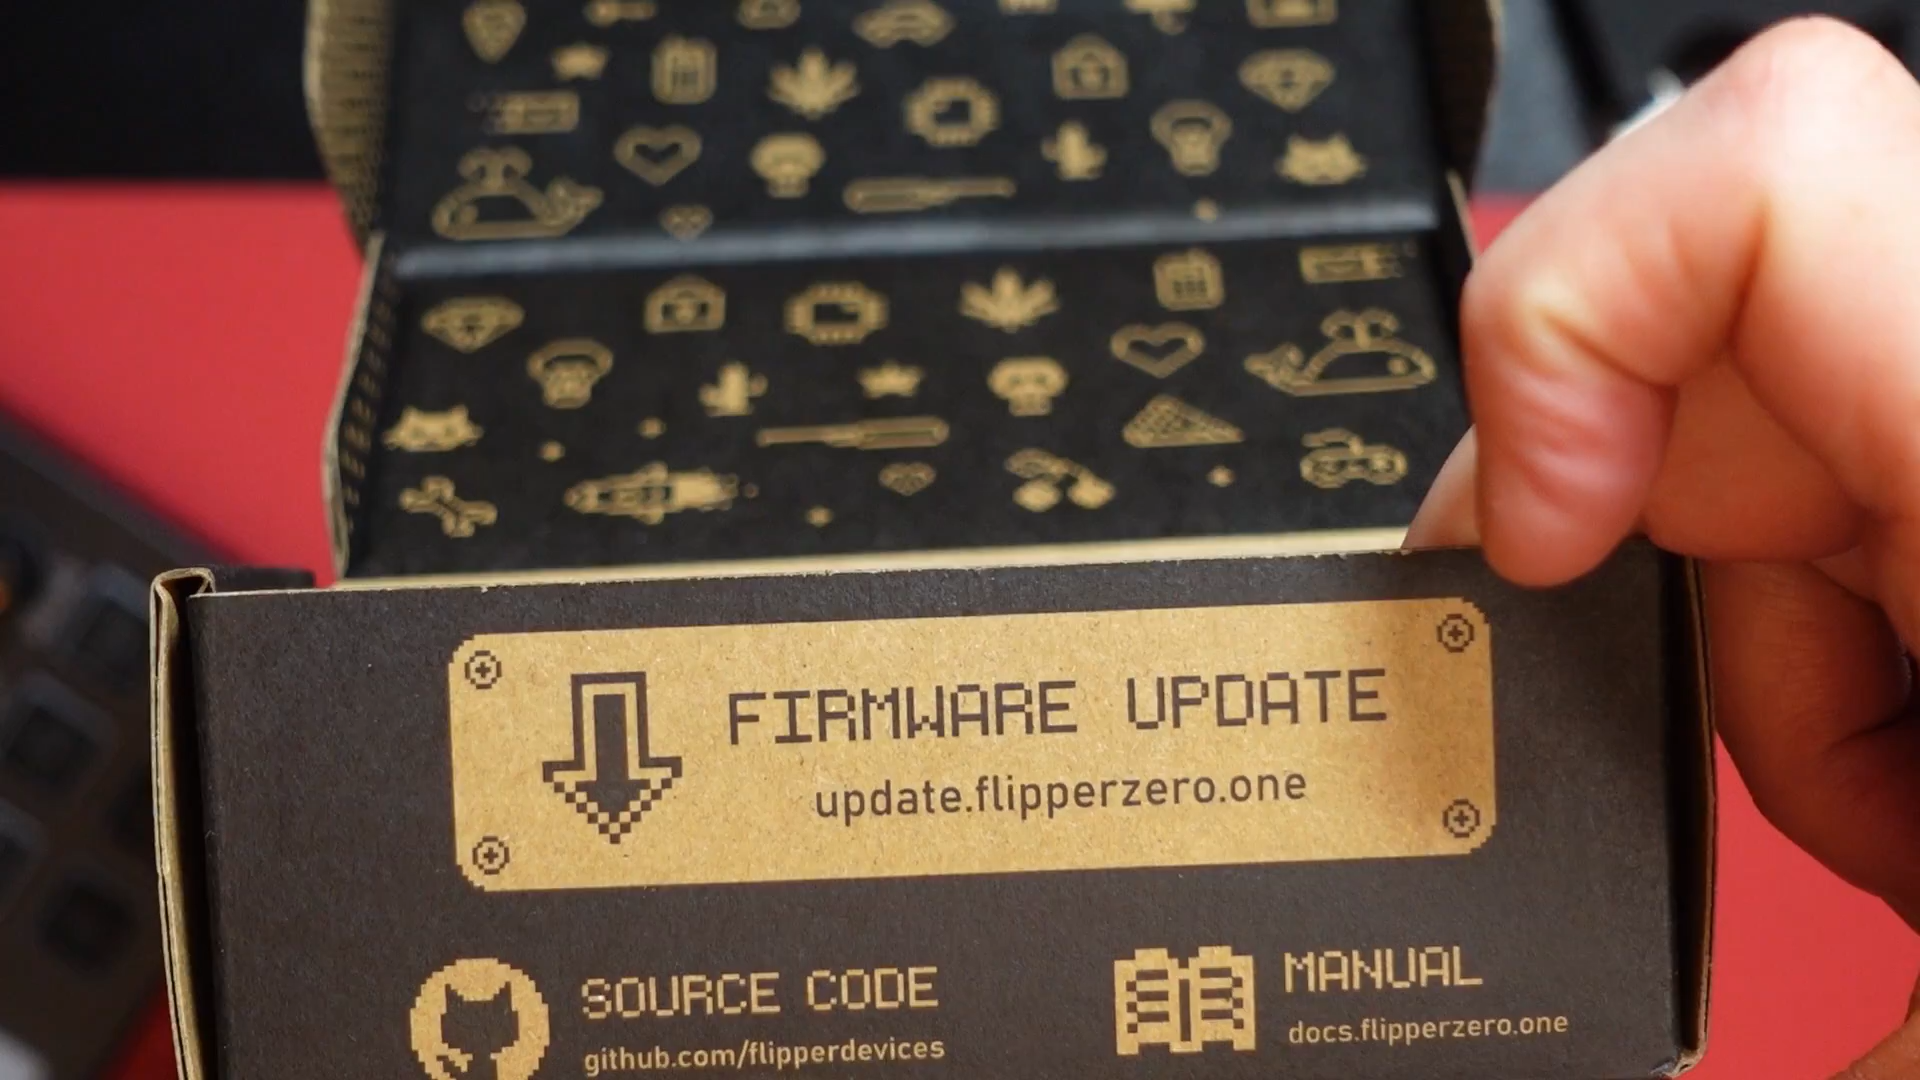 FIRMWARE UPDATE
update.flipperzero.one
SOURCE CODE
github.com/flipperdevices
MANUAL
docs.flipperzero.one